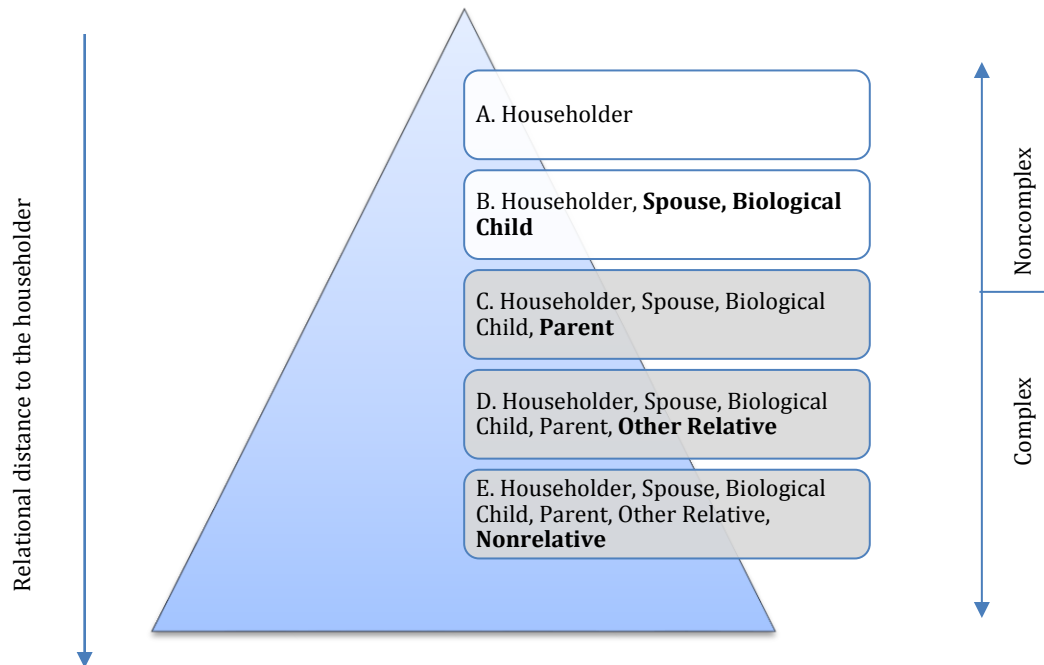 Relational distance to the householder
A. Householder
B. Householder, Spouse, Biological
Child
C. Householder, Spouse, Biological
Child, Parent
D. Householder, Spouse, Biological
Child, Parent, Other Relative
E. Householder, Spouse, Biological
Child, Parent, Other Relative,
Nonrelative
Noncomplex
Complex